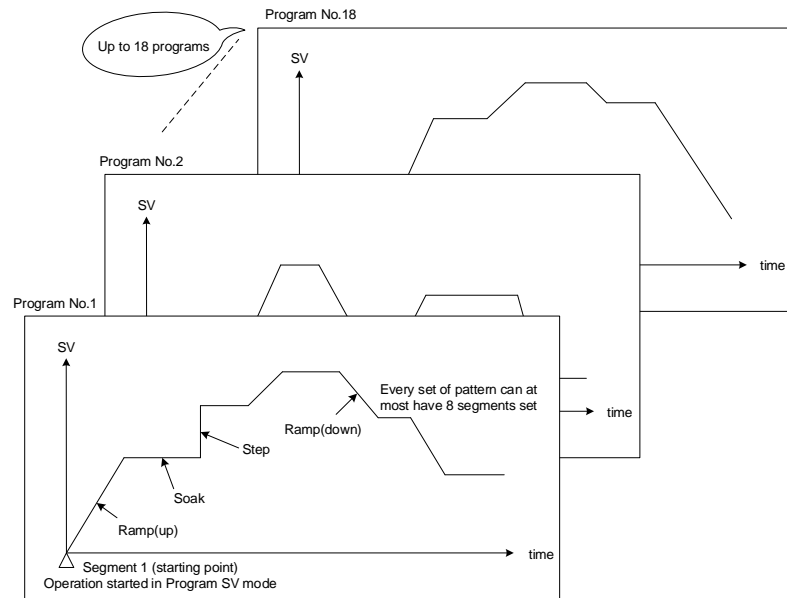 Program No.18
Up to 18 programs
SV
time
Program No.2
SV
time
Program No.1
SV
Every set of pattern can at
most have 8 segments set
Ramp(down)
Step
Soak
Ramp(up)
time
Segment 1 (starting point)
Operation started in Program SV mode